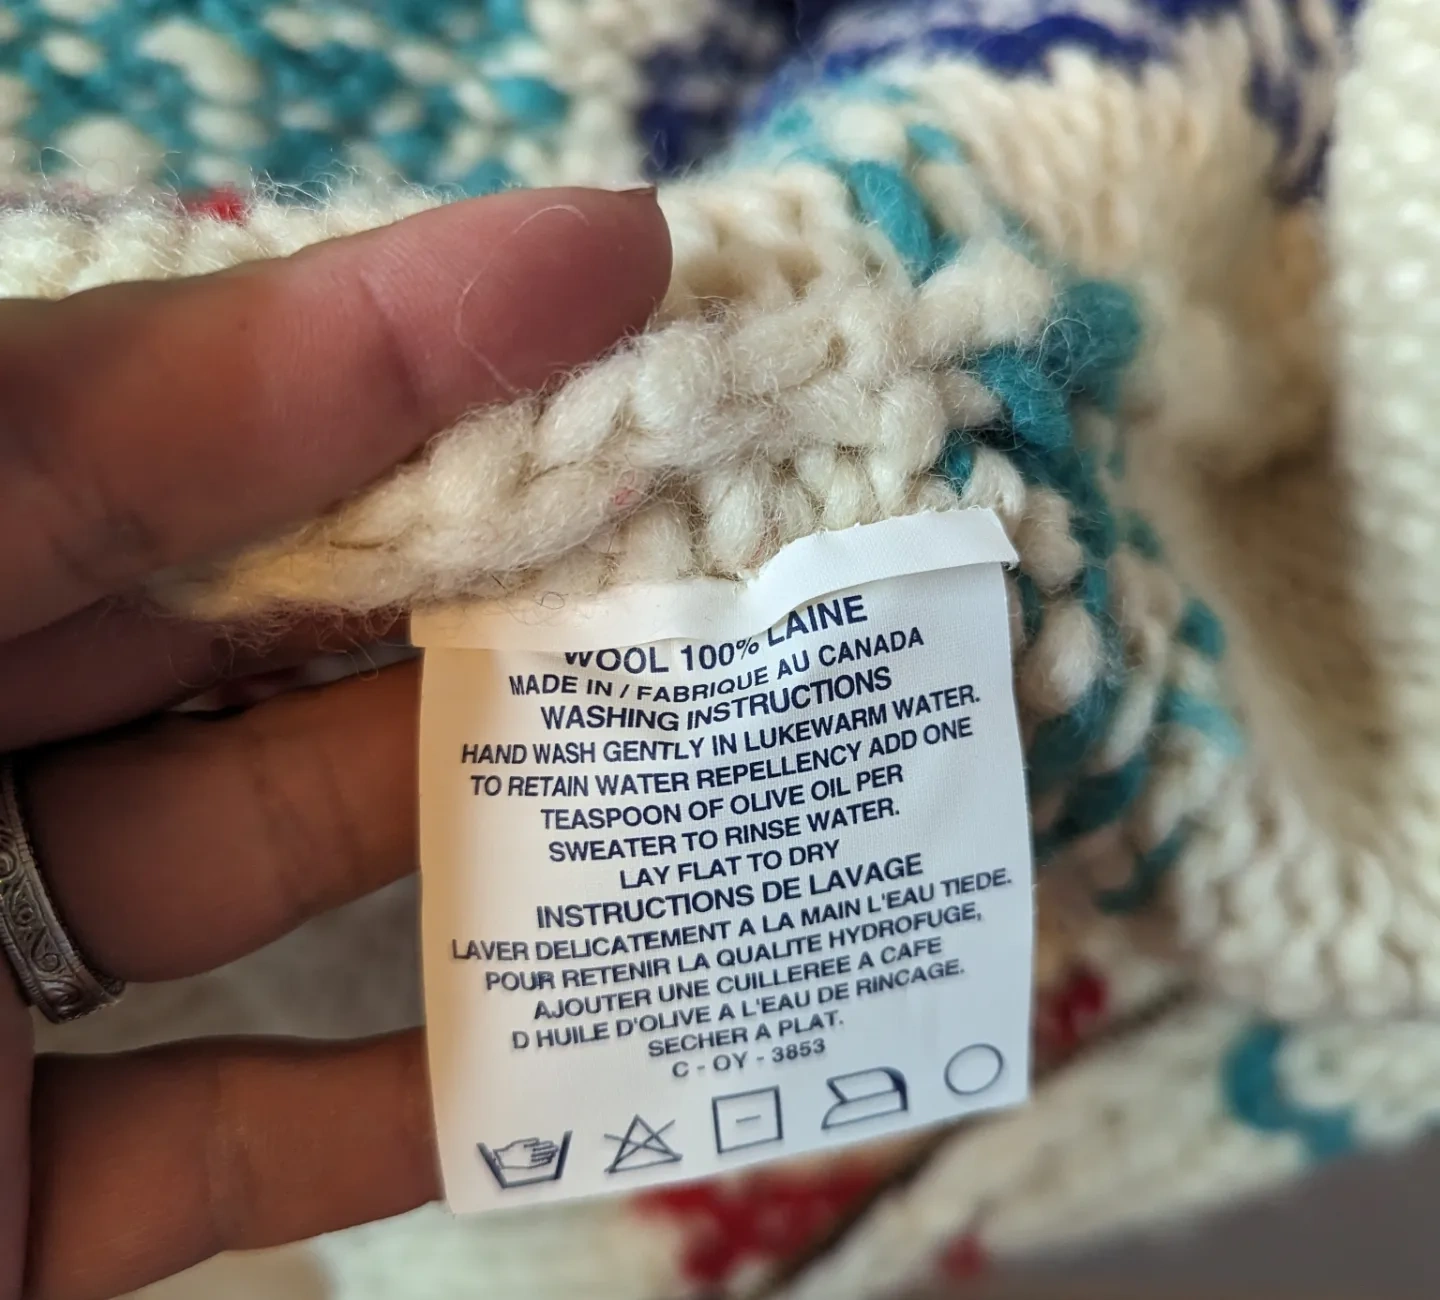 WOOL 100% LAINE
MADE IN / FABRIQUE AU CANADA
WASHING INSTRUCTIONS
HAND WASH GENTLY IN LUKEWARM WATER.
TO RETAIN WATER REPELLENCY ADD ONE
TEASPOON OF OLIVE OIL PER
SWEATER TO RINSE WATER.
LAY FLAT TO DRY
INSTRUCTIONS DE LAVAGE
LAVER DELICATEMENT A LA MAIN L'EAU TIEDE.
POUR RETENIR LA QUALITE HYDROFUGE,
AJOUTER UNE CUILLEREE A CAFE
D HUILE D'OLIVE A L'EAU DE RINCAGE.
SECHER A PLAT.
C - OY - 3853